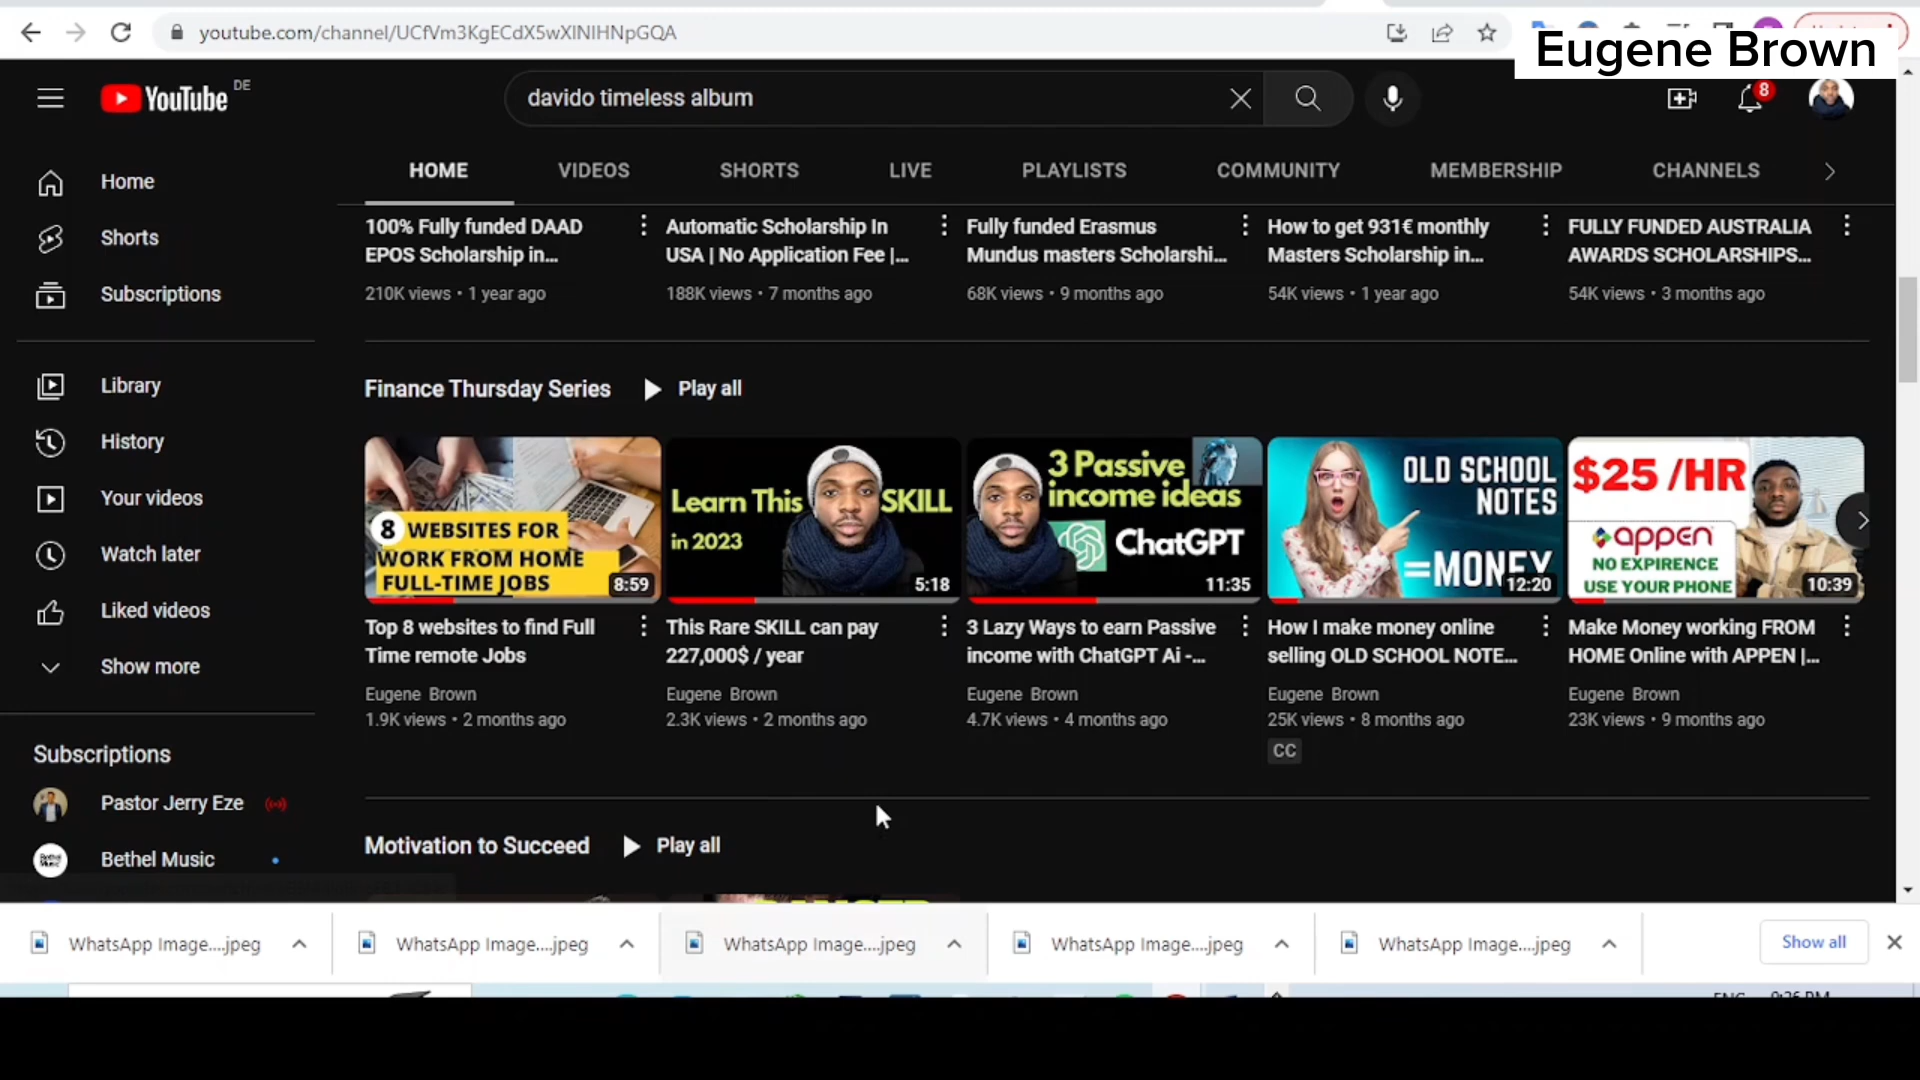 youtube.com/channel/UCfVm3KgECdX5wXlNIHNpGQA
Eugene Brown
YouTube DE
davido timeless album
8
Home
Shorts
Subscriptions
Library
History
Your videos
Watch later
Liked videos
Show more
Subscriptions
Pastor Jerry Eze
Bethel Music
HOME VIDEOS SHORTS LIVE PLAYLISTS COMMUNITY MEMBERSHIP CHANNELS
100% Fully funded DAAD
EPOS Scholarship in...
210K views • 1 year ago
Automatic Scholarship In
USA | No Application Fee |...
188K views • 7 months ago
Fully funded Erasmus
Mundus masters Scholarshi...
68K views • 9 months ago
How to get 931€ monthly
Masters Scholarship in...
54K views • 1 year ago
FULLY FUNDED AUSTRALIA
AWARDS SCHOLARSHIPS...
54K views • 3 months ago
Finance Thursday Series Play all
8 WEBSITES FOR
WORK FROM HOME
FULL-TIME JOBS
8:59
Top 8 websites to find Full
Time remote Jobs
Eugene Brown
1.9K views • 2 months ago
Learn This SKILL
in 2023
5:18
This Rare SKILL can pay
227,000$ / year
Eugene Brown
2.3K views • 2 months ago
3 Passive
income ideas
ChatGPT
11:35
3 Lazy Ways to earn Passive
income with ChatGPT Ai -...
Eugene Brown
4.7K views • 4 months ago
OLD SCHOOL
NOTES
=MONEY
12:20
How I make money online
selling OLD SCHOOL NOTE...
Eugene Brown
25K views • 8 months ago
CC
$25 /HR
appen
NO EXPIRENCE
USE YOUR PHONE
10:39
Make Money working FROM
HOME Online with APPEN |...
Eugene Brown
23K views • 9 months ago
Motivation to Succeed Play all
WhatsApp Image....jpeg
WhatsApp Image....jpeg
WhatsApp Image....jpeg
WhatsApp Image....jpeg
WhatsApp Image....jpeg
Show all